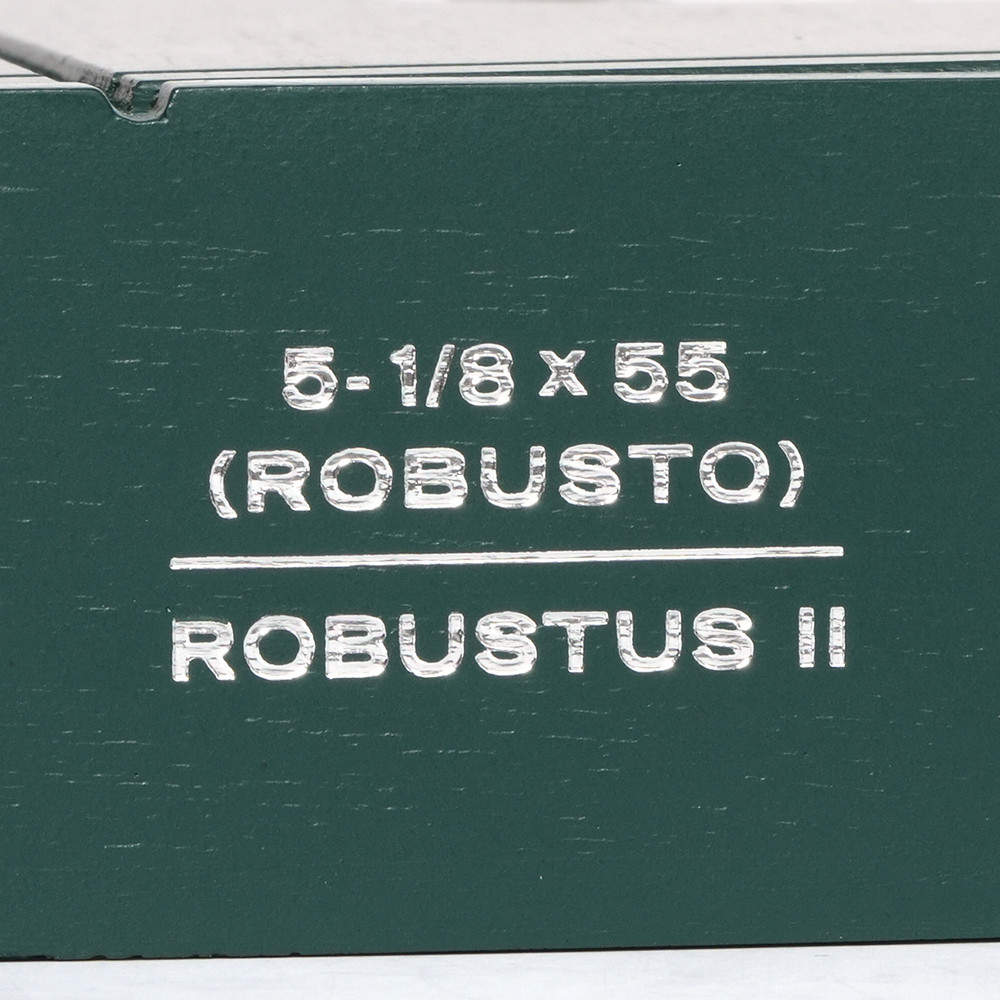 5-1/8 x 55
(ROBUSTO)
ROBUSTUS II